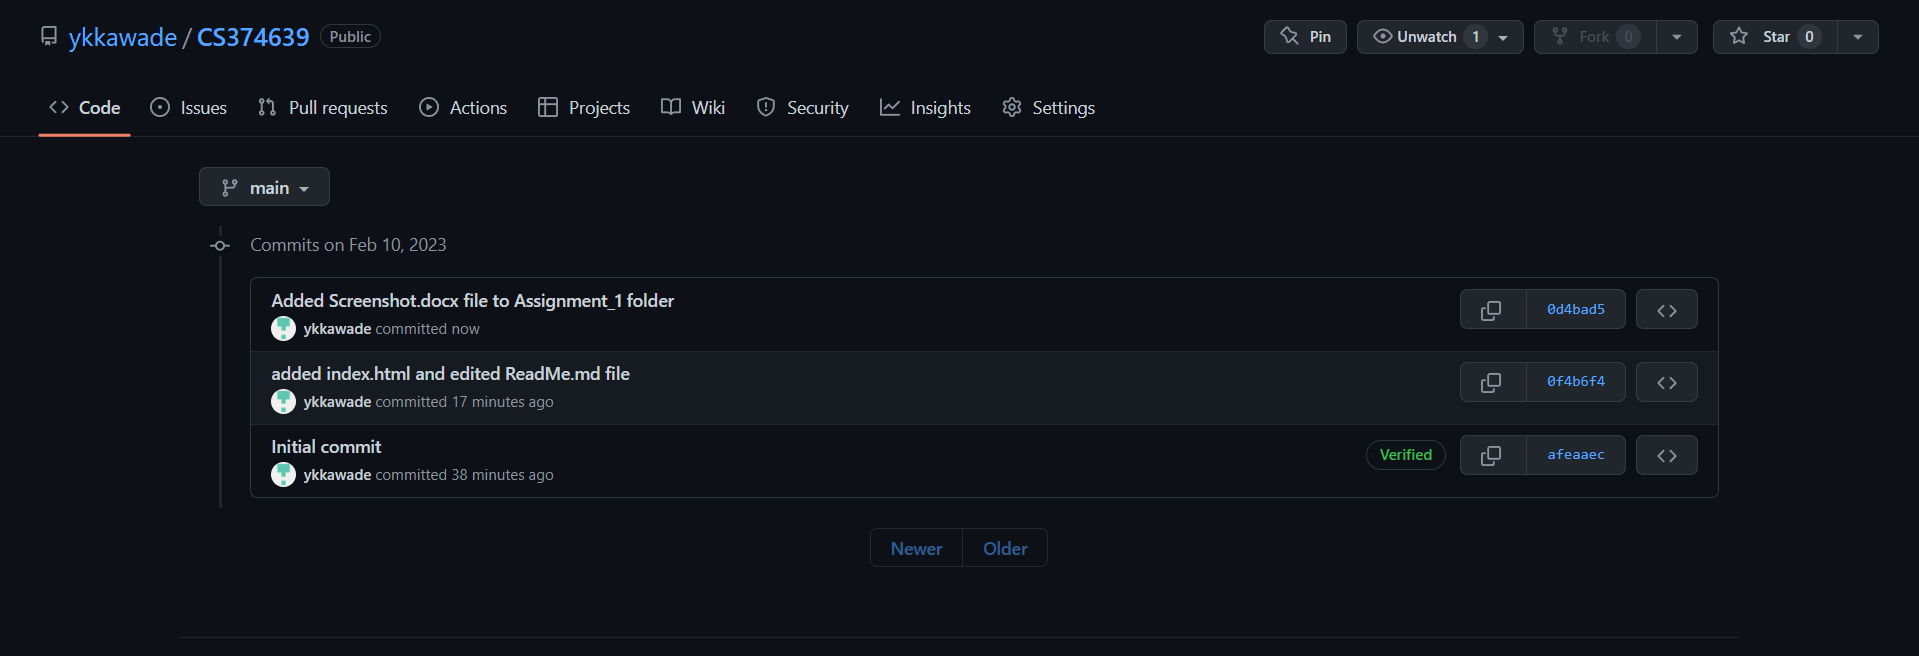 ykkawade / CS374639 Public Pin Unwatch 1 Fork 0 Star 0
Code Issues Pull requests Actions Projects Wiki Security Insights Settings
main
Commits on Feb 10, 2023
Added Screenshot.docx file to Assignment_1 folder
ykkawade committed now
0d4bad5
added index.html and edited ReadMe.md file
ykkawade committed 17 minutes ago
0f4b6f4
Initial commit
ykkawade committed 38 minutes ago
Verified afeaaec
Newer Older